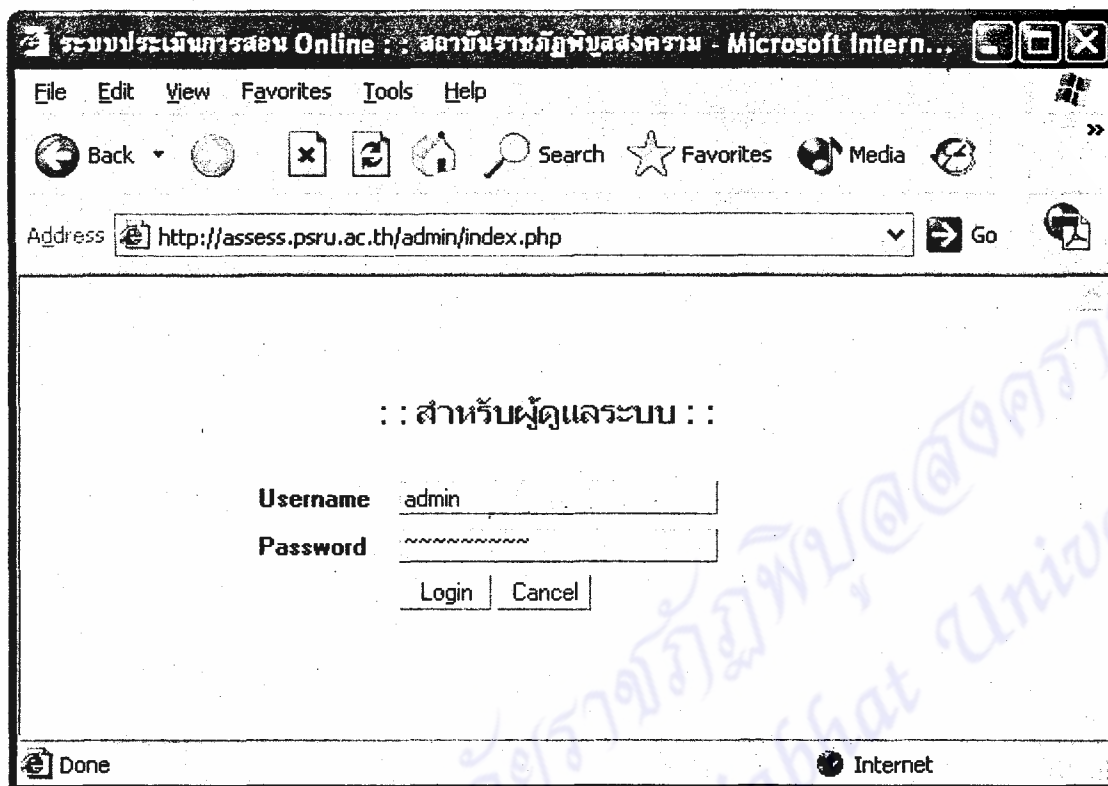 ระบบประเมินการสอน Online : : สถาบันราชภัฏพิบูลสงคราม - Microsoft Intern...
File Edit View Favorites Tools Help
Back Search Favorites Media
Address http://assess.psru.ac.th/admin/index.php Go
: : สำหรับผู้ดูแลระบบ : :
Username admin
Password ~~~~~~~~~
Login Cancel
Done Internet